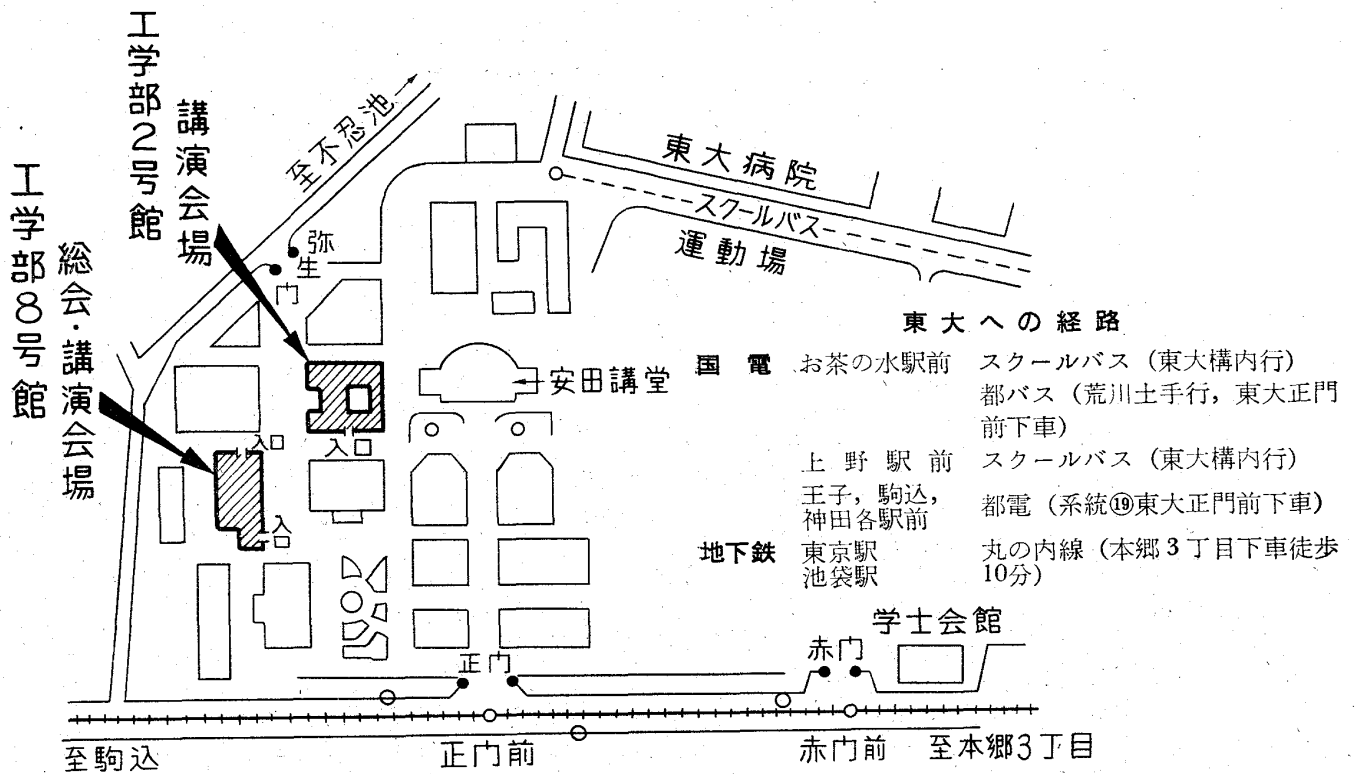 工学部2号館
講演会場
工学部8号館
総会・講演会場
至不忍池→
弥生門
東大病院
スクールバス
運動場
安田講堂
入口
入口
入口
東大への経路
国電 お茶の水駅前 スクールバス（東大構内行）
都バス（荒川土手行，東大正門
前下車）
上野駅前 スクールバス（東大構内行）
王子，駒込，
神田各駅前
都電（系統⑲東大正門前下車）
地下鉄 東京駅
池袋駅
丸の内線（本郷3丁目下車徒歩
10分）
学士会館
正門
赤門
至駒込
正門前
赤門前
至本郷3丁目